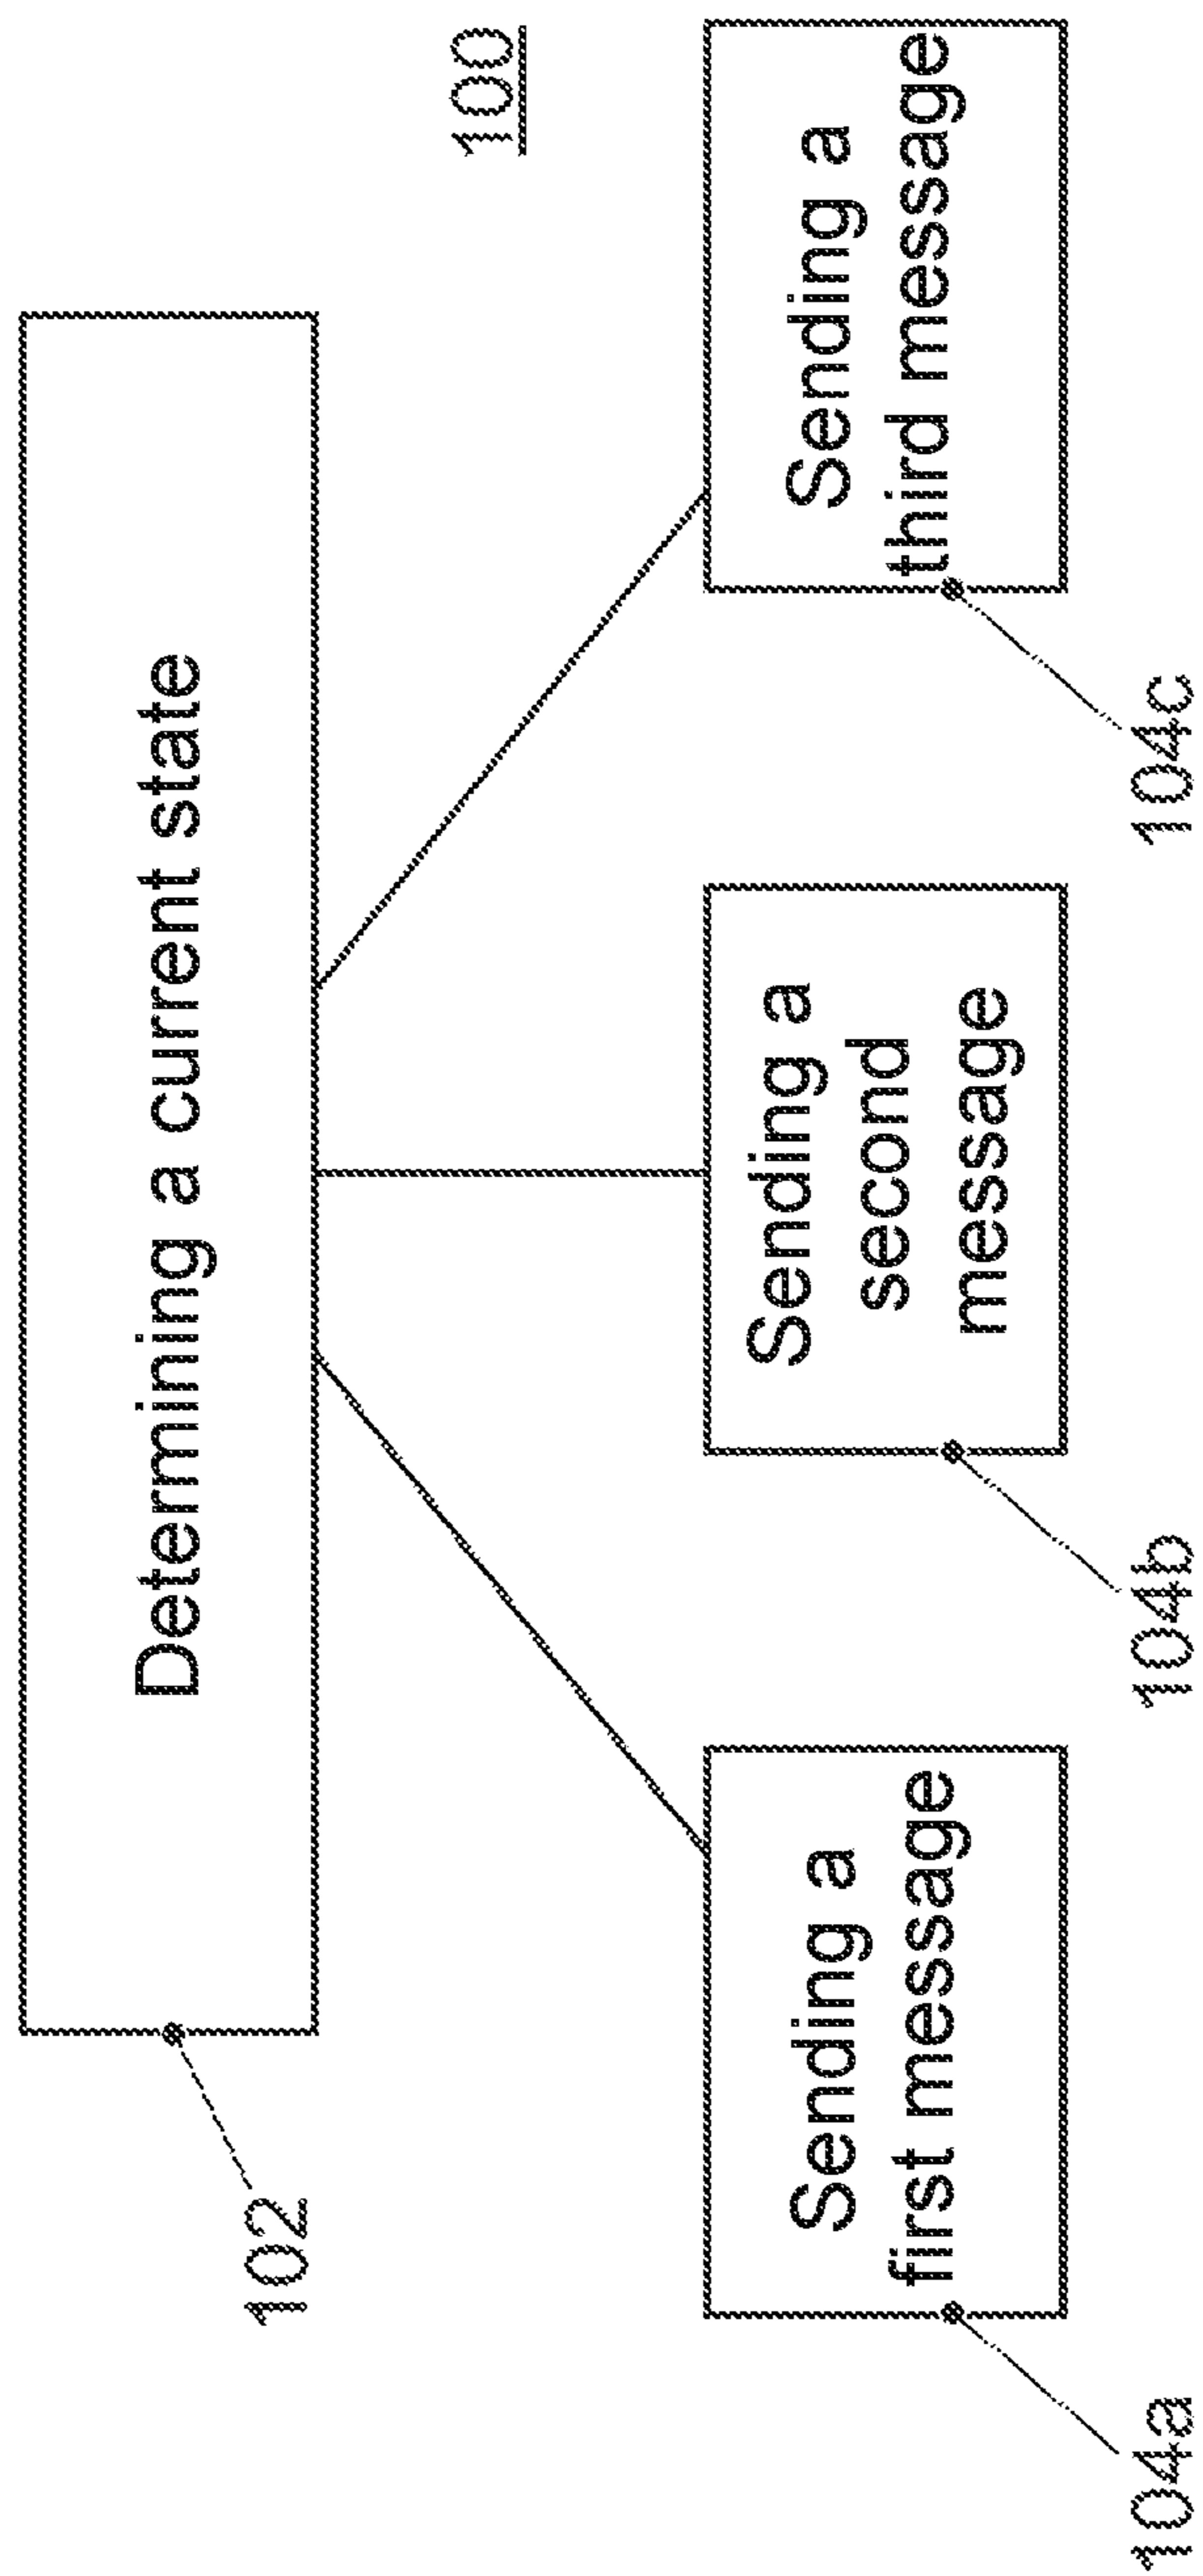 Determining a current state
102
100
Sending a
first message
104a
Sending a
second
message
104b
Sending a
third message
104c